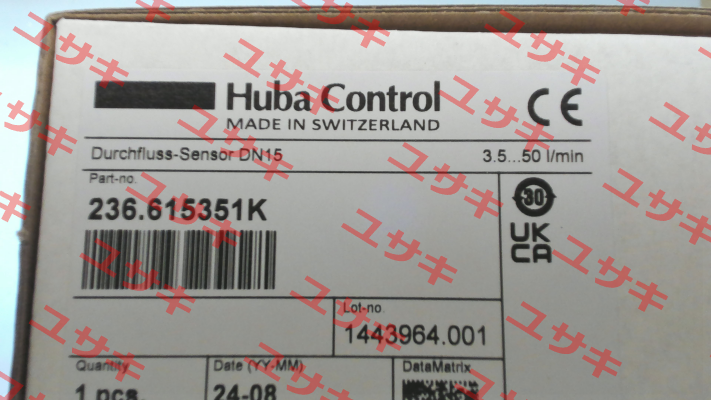 Huba Control
MADE IN SWITZERLAND
CE
Durchfluss-Sensor DN15 3.5...50 l/min
Part-no.
236.615351K
30
UK
CA
Lot-no.
1443964.001
Quantity Date (YY-MM) DataMatrix
1 pcs. 24-08
ユサキ